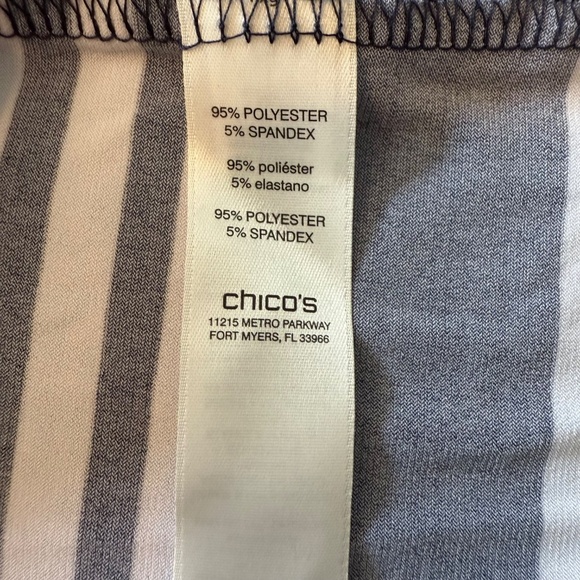 95% POLYESTER
5% SPANDEX
95% poliéster
5% elastano
95% POLYESTER
5% SPANDEX
chico's
11215 METRO PARKWAY
FORT MYERS, FL 33966